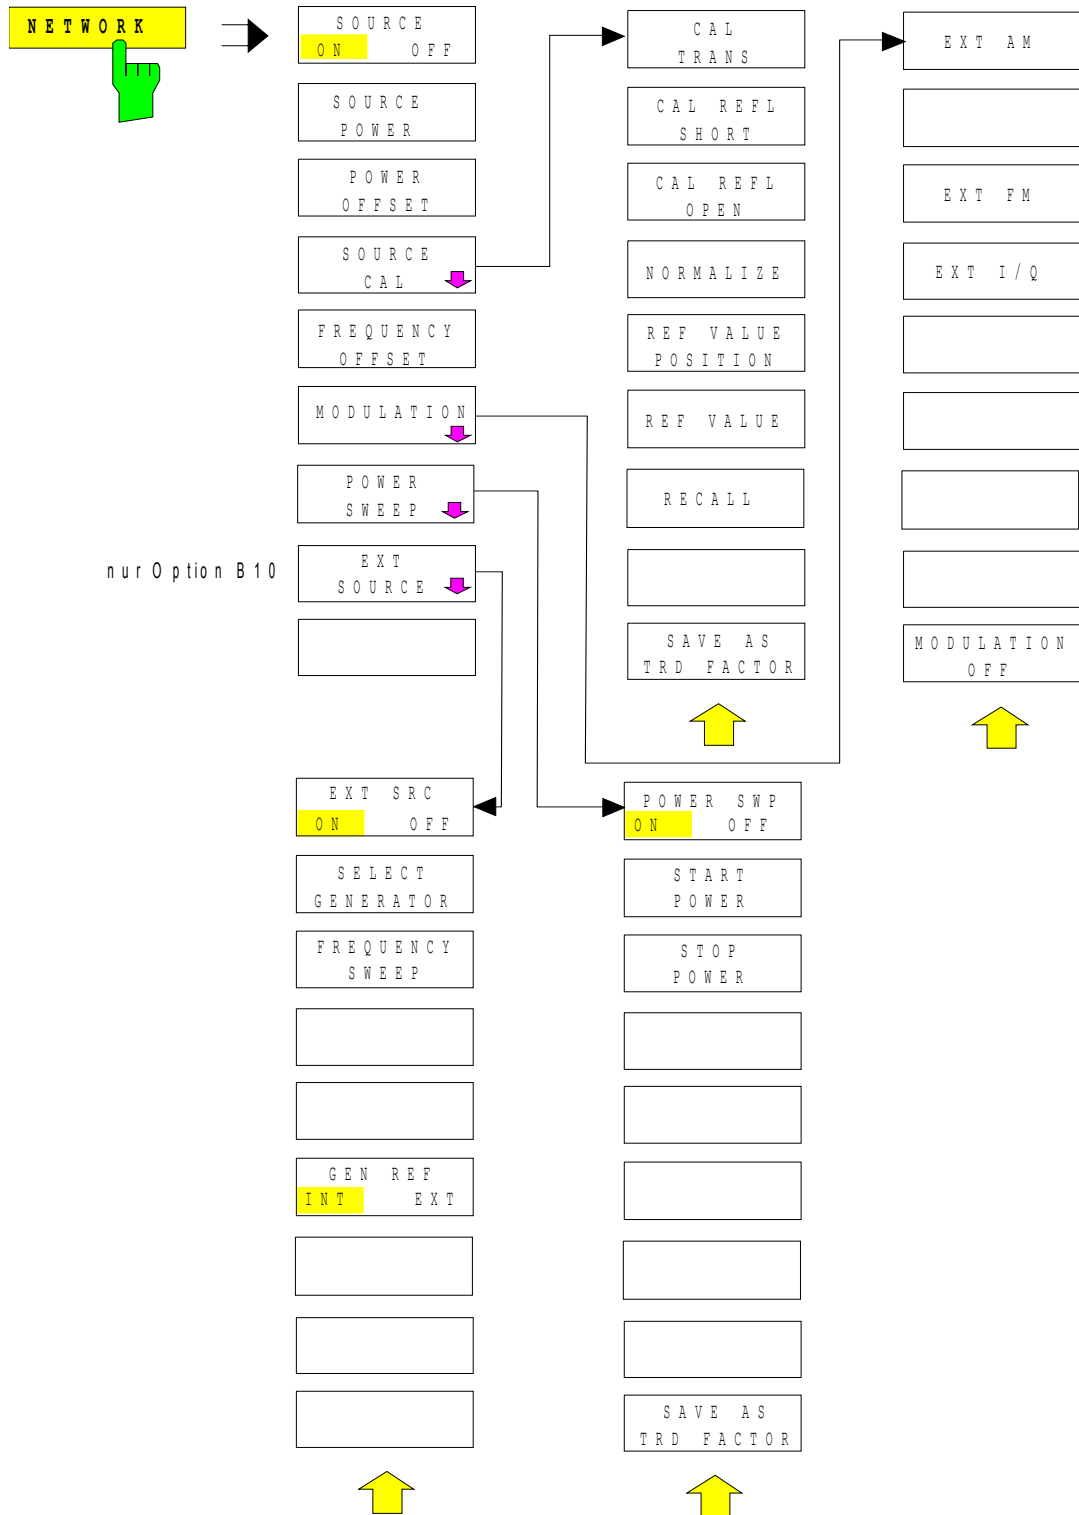 NETWORK
SOURCE
ON OFF
SOURCE
POWER
POWER
OFFSET
SOURCE
CAL
FREQUENCY
OFFSET
MODULATION
POWER
SWEEP
nur Option B10
EXT
SOURCE
CAL
TRANS
CAL REFL
SHORT
CAL REFL
OPEN
NORMALIZE
REF VALUE
POSITION
REF VALUE
RECALL
SAVE AS
TRD FACTOR
EXT AM
EXT FM
EXT I/Q
MODULATION
OFF
EXT SRC
ON OFF
SELECT
GENERATOR
FREQUENCY
SWEEP
GEN REF
INT EXT
POWER SWP
ON OFF
START
POWER
STOP
POWER
SAVE AS
TRD FACTOR